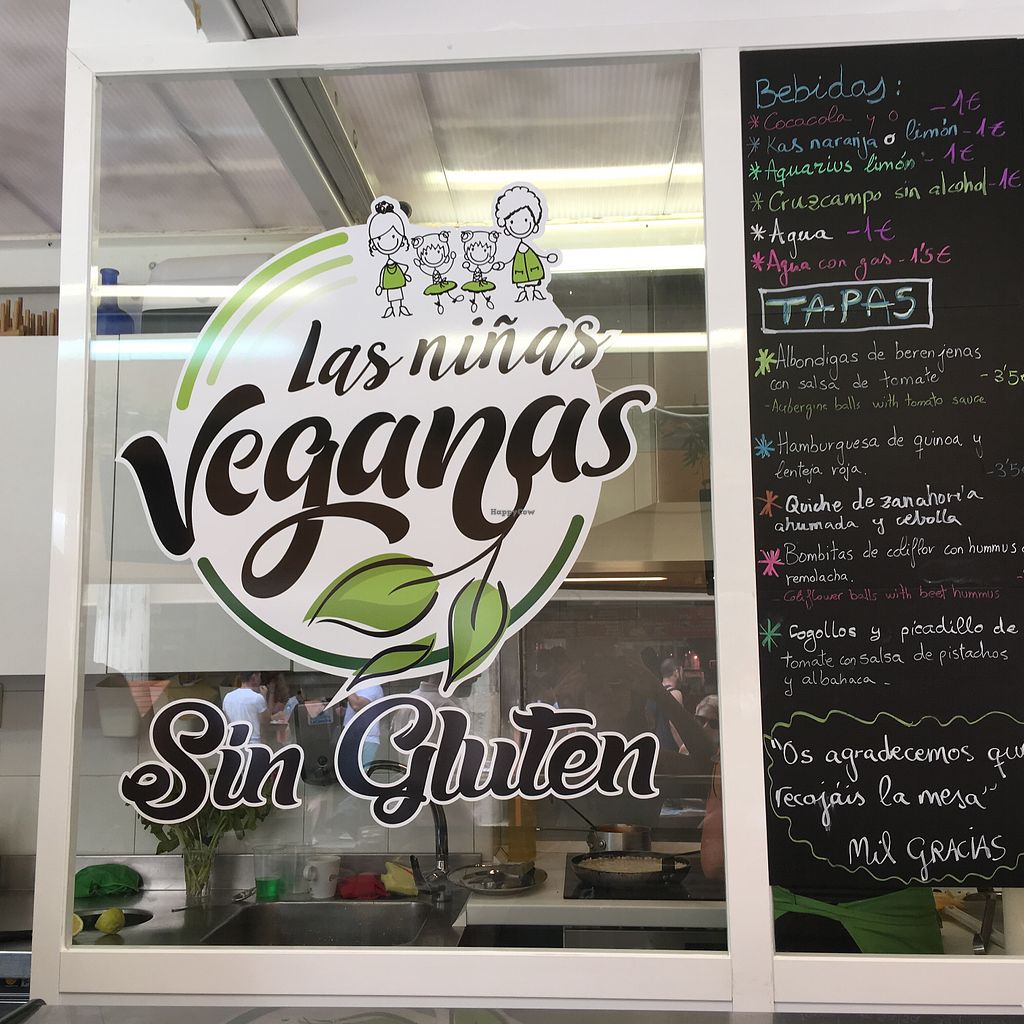 Las niñas
Veganas
HappyCow
Sin Gluten
Bebidas:
* Cocacola y 0 - 1€
* Kas naranja o limón - 1€
* Aquarius limón - 1€
* Cruzcampo sin alcohol - 1€
* Agua - 1€
* Agua con gas - 1'5€
TAPAS
* Albondigas de berenjenas
con salsa de tomate - 3'5
- Aubergine balls with tomato sauce
* Hamburguesa de quinoa y
lenteja roja. - 3'5
* Quiche de zanahoria
ahumada y cebolla
* Bombitas de coliflor con hummus
remolacha.
- Coliflower balls with beet hummus
* Cogollos y picadillo de
tomate con salsa de pistachos
y albahaca.
"Os agradecemos qu
recojáis la mesa"
Mil GRACIAS